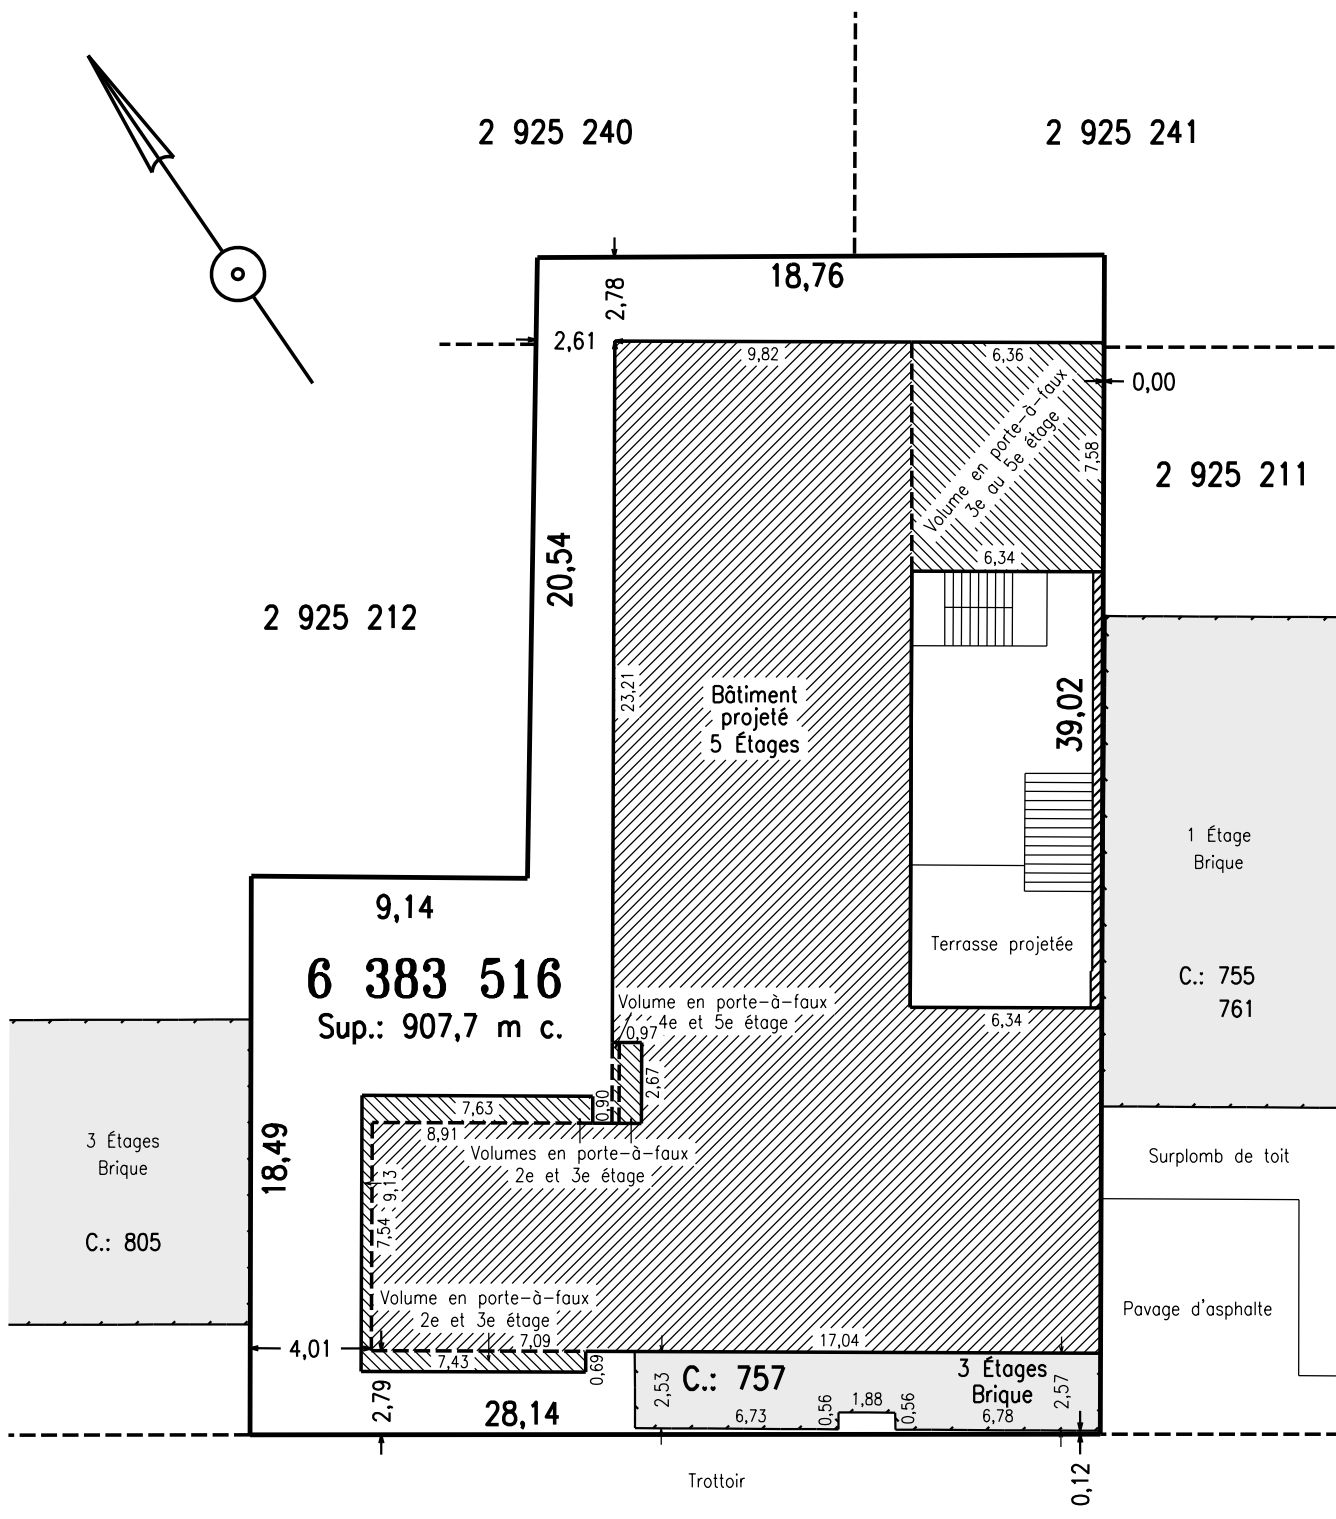 2 925 240
2 925 241
18,76
2,78
2,61
9,82
6,36
0,00
Volume en porte-à-faux
3e au 5e étage
7,58
2 925 211
6,34
20,54
2 925 212
23,21
Bâtiment
projeté
5 Étages
39,02
1 Étage
Brique
9,14
Terrasse projetée
6 383 516
Sup.: 907,7 m c.
C.: 755
761
Volume en porte-à-faux
4e et 5e étage
0,97
6,34
2,67
0,90
7,63
8,91
3 Étages
Brique
18,49
Volumes en porte-à-faux
2e et 3e étage
Surplomb de toit
9,13
7,54
C.: 805
Volume en porte-à-faux
2e et 3e étage
Pavage d'asphalte
7,09
17,04
4,01
7,43
0,69
C.: 757
3 Étages
Brique
2,79
2,53
2,57
28,14
6,73
0,56
1,88
0,56
6,78
0,12
Trottoir